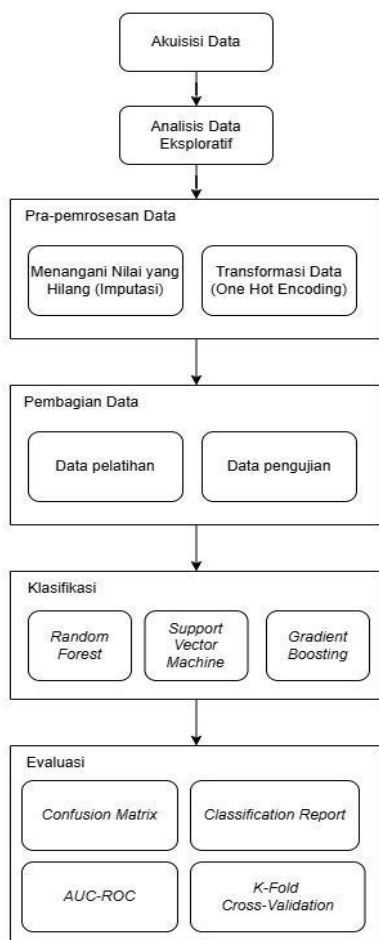 Akuisisi Data
Analisis Data
Eksploratif
Pra-pemrosesan Data
Menangani Nilai yang
Hilang (Imputasi)
Transformasi Data
(One Hot Encoding)
Pembagian Data
Data pelatihan
Data pengujian
Klasifikasi
Random
Forest
Support
Vector
Machine
Gradient
Boosting
Evaluasi
Confusion Matrix
Classification Report
AUC-ROC
K-Fold
Cross-Validation